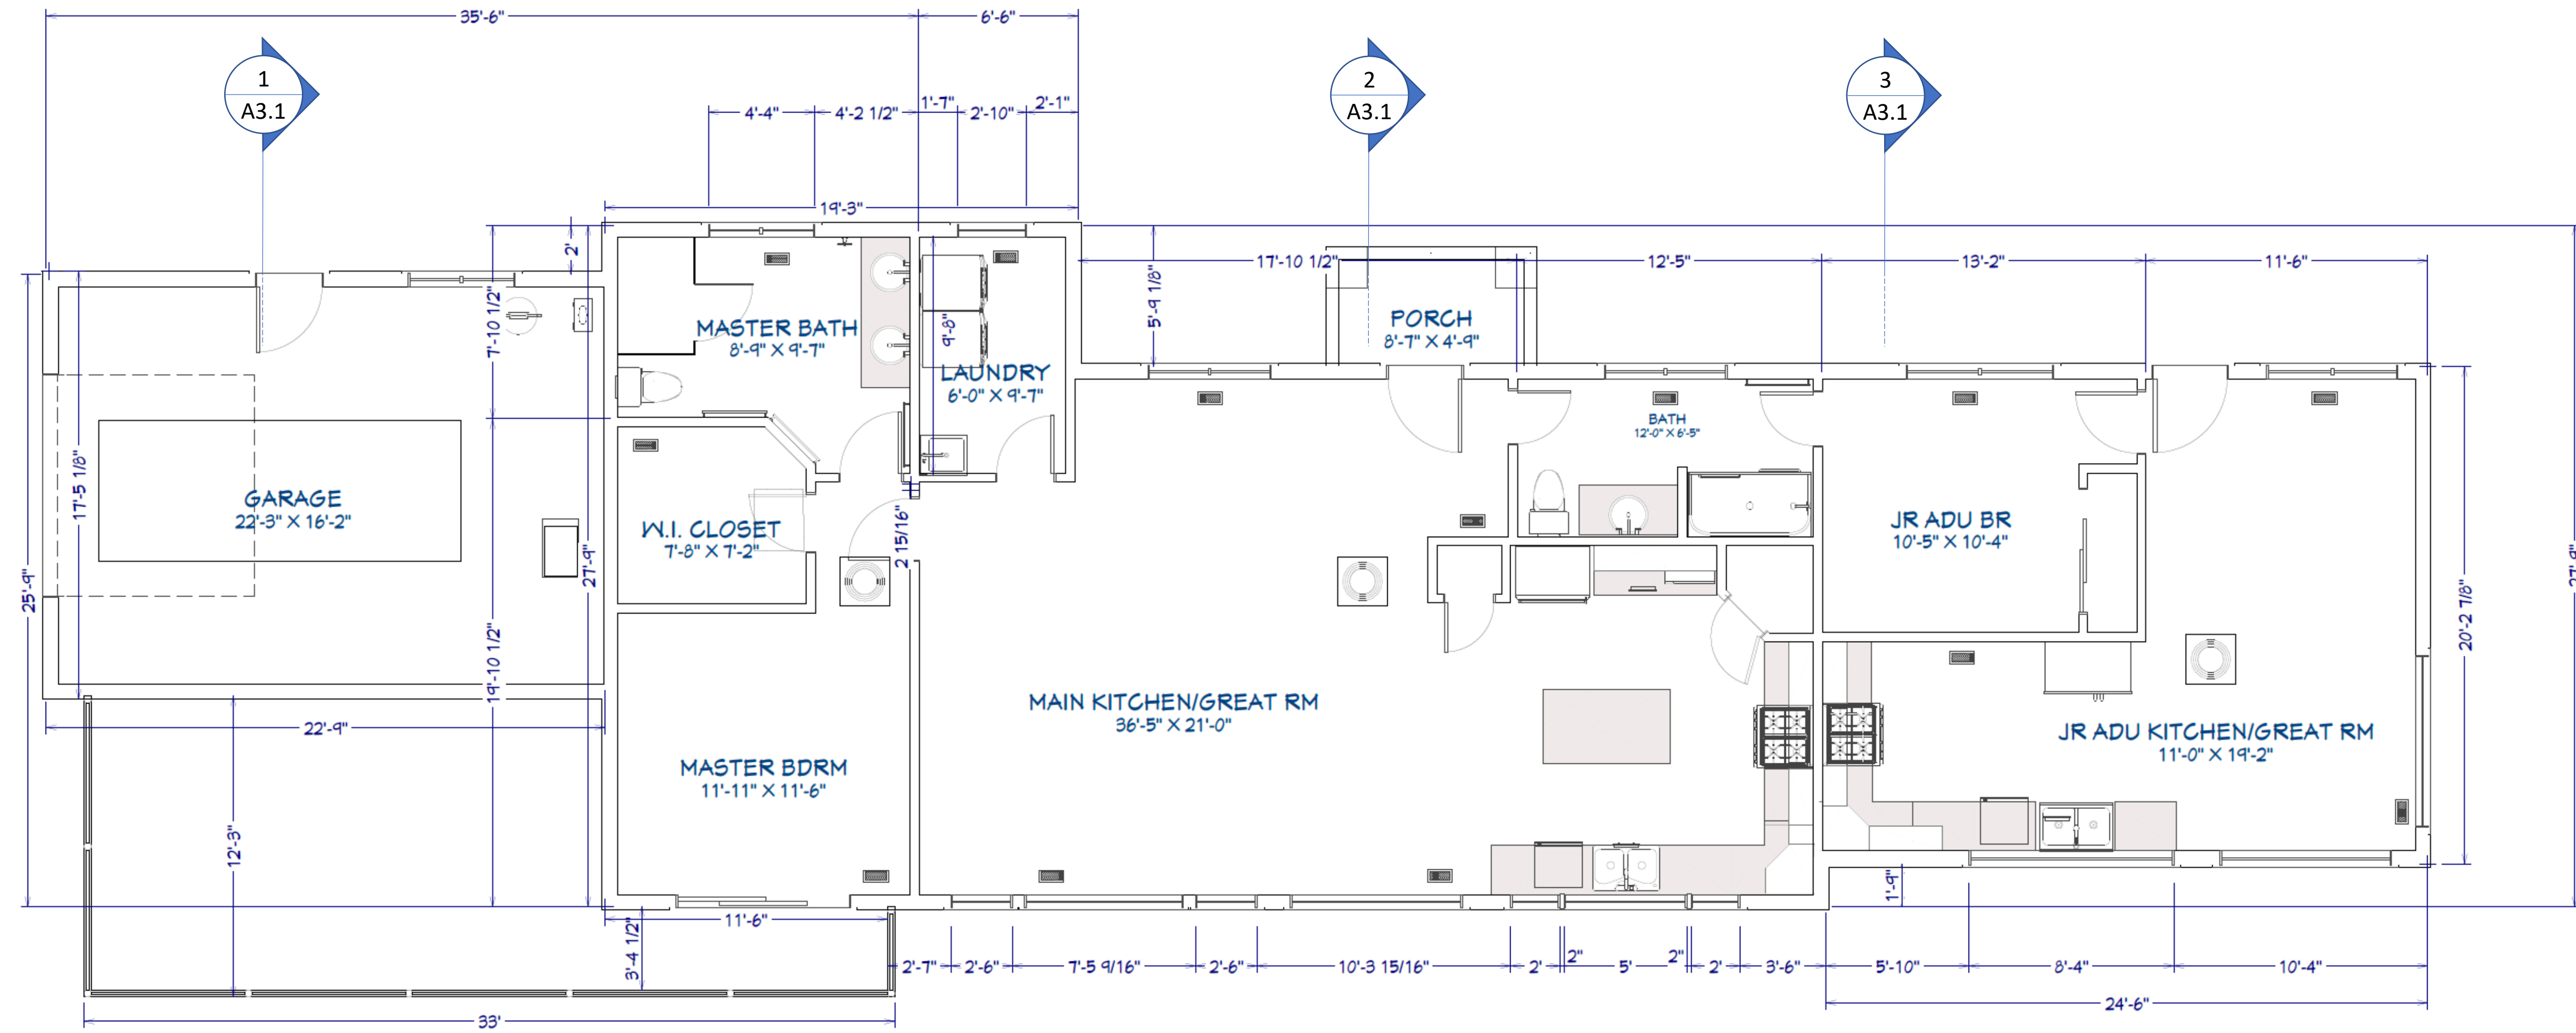 35'-6"
6'-6"
1
A3.1
2
A3.1
3
A3.1
4'-4"
4'-2 1/2"
1'-7"
2'-10"
2'-1"
19'-3"
2'
7'-10 1/2"
5'-9 1/8"
17'-10 1/2"
12'-5"
13'-2"
11'-6"
MASTER BATH
8'-9" X 9'-7"
9'-8"
LAUNDRY
6'-0" X 9'-7"
PORCH
8'-7" X 4'-9"
BATH
12'-0" X 6'-5"
GARAGE
22'-3" X 16'-2"
17'-5 1/8"
25'-9"
27'-9"
W.I. CLOSET
7'-8" X 7'-2"
2 15/16"
JR ADU BR
10'-5" X 10'-4"
20'-2 7/8"
27'-9"
19'-10 1/2"
22'-9"
12'-3"
MASTER BDRM
11'-11" X 11'-6"
MAIN KITCHEN/GREAT RM
36'-5" X 21'-0"
JR ADU KITCHEN/GREAT RM
11'-0" X 19'-2"
1'-9"
11'-6"
3'-4 1/2"
2'-7"
2'-6"
7'-5 9/16"
2'-6"
10'-3 15/16"
2'
2"
5'
2"
2'
3'-6"
5'-10"
8'-4"
10'-4"
24'-6"
33'